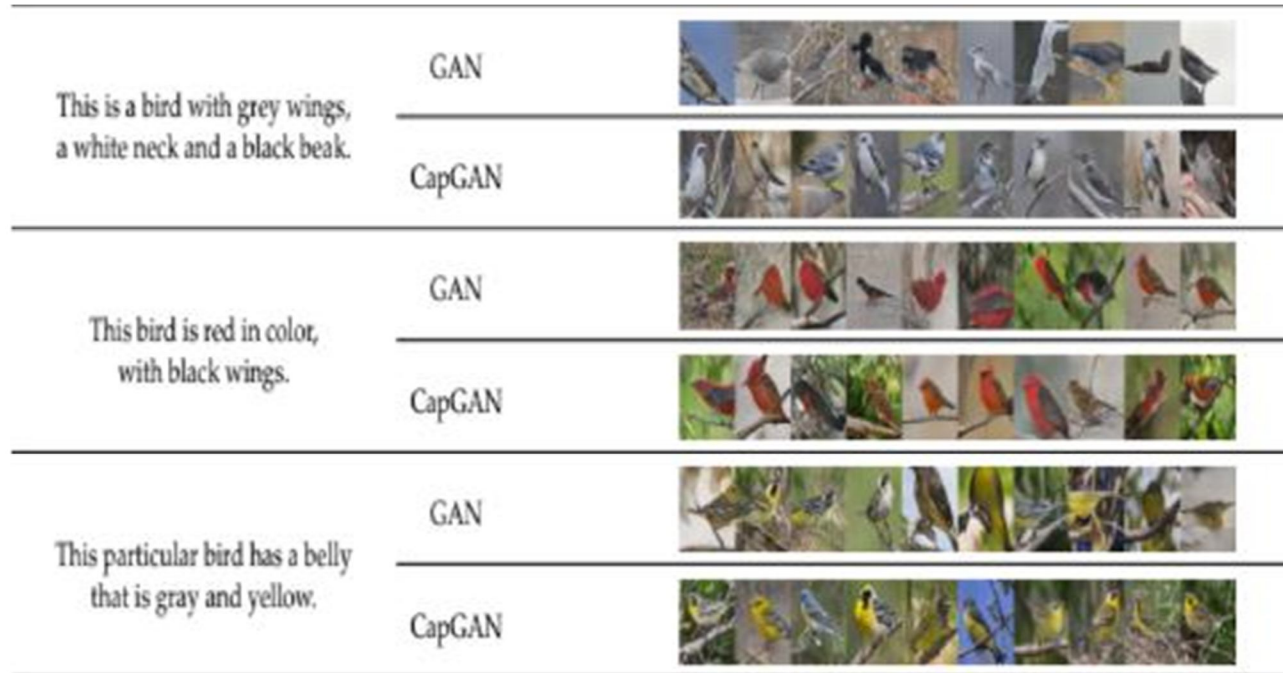 This is a bird with grey wings,
a white neck and a black beak.
GAN
CapGAN
This bird is red in color,
with black wings.
GAN
CapGAN
This particular bird has a belly
that is gray and yellow.
GAN
CapGAN